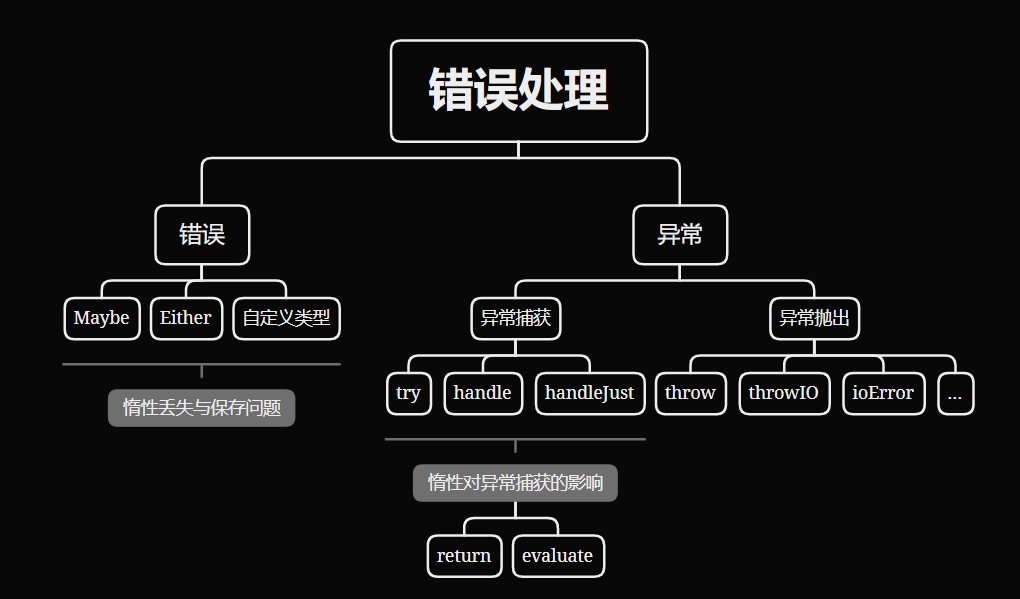 错误处理
错误
异常
Maybe
Either
自定义类型
异常捕获
异常抛出
try
handle
handleJust
throw
throwIO
ioError
...
惰性丢失与保存问题
惰性对异常捕获的影响
return
evaluate